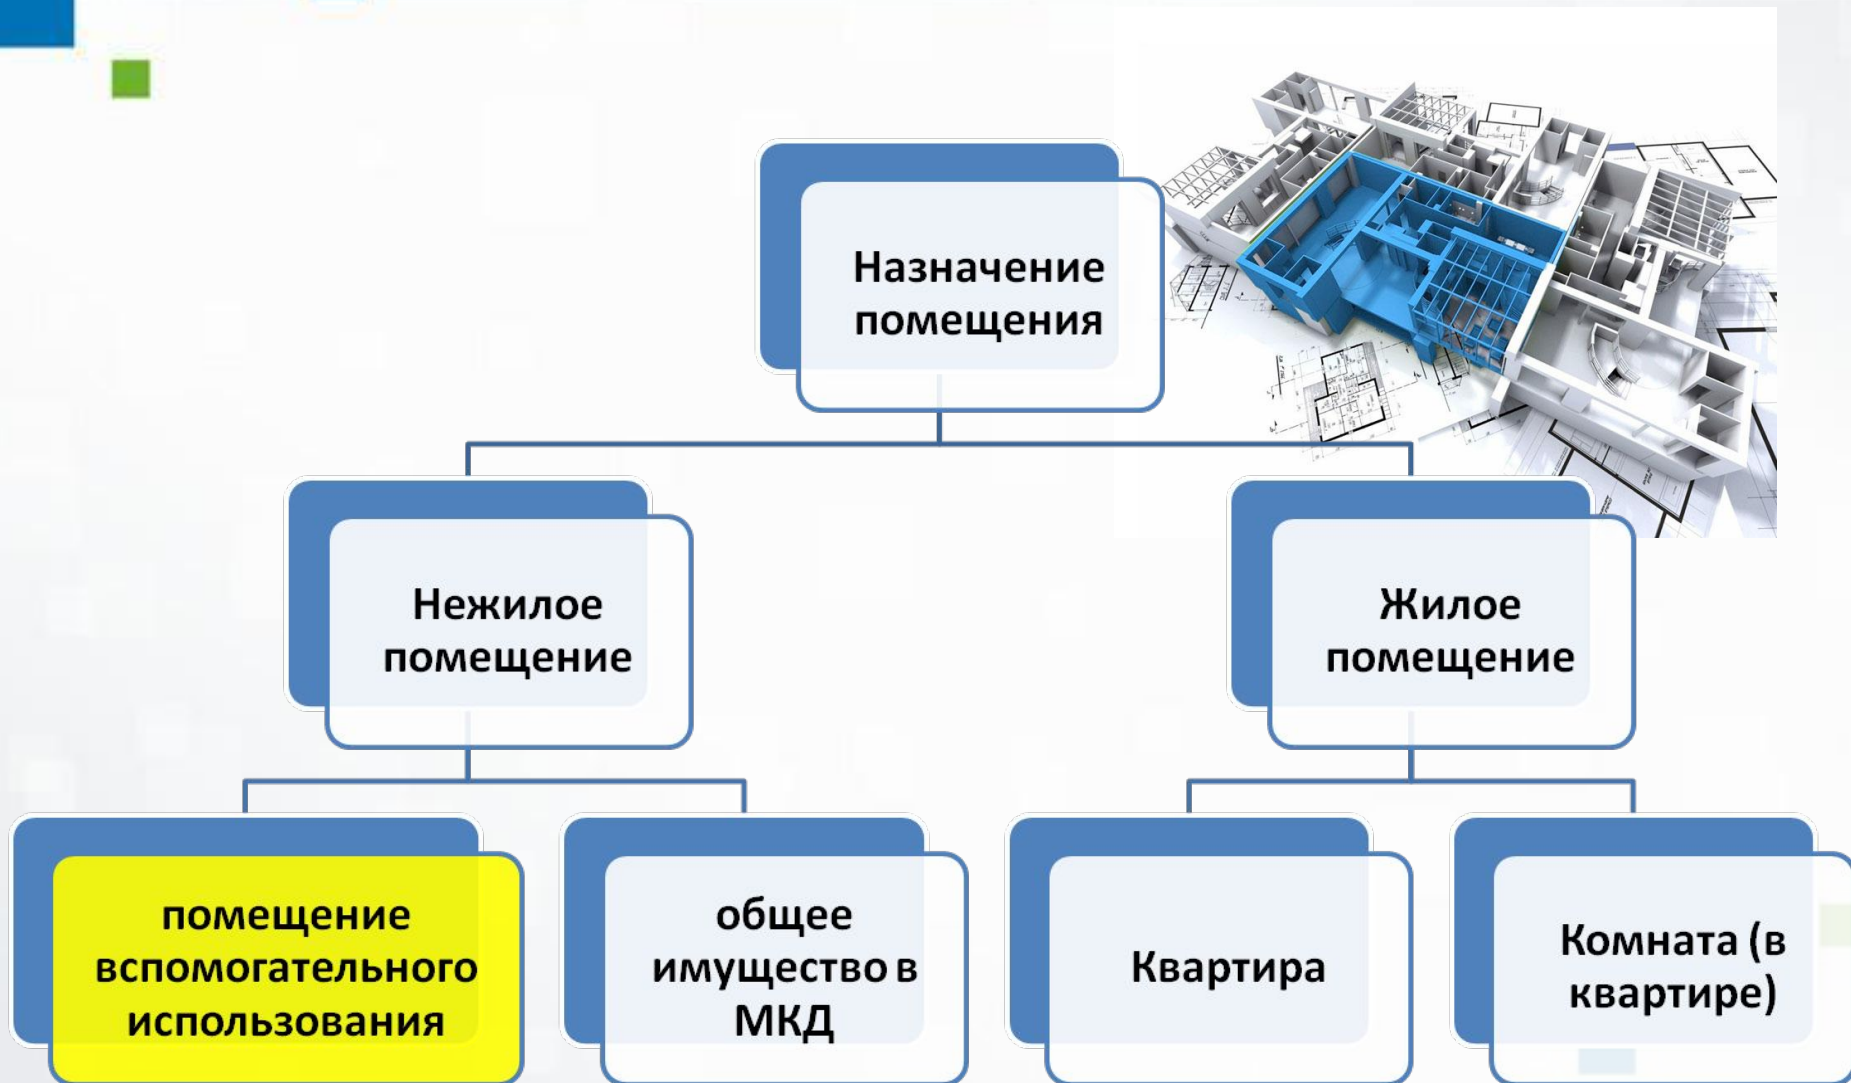 Назначение
помещения
Нежилое
помещение
Жилое
помещение
помещение
вспомогательного
использования
общее
имущество в
МКД
Квартира
Комната (в
квартире)